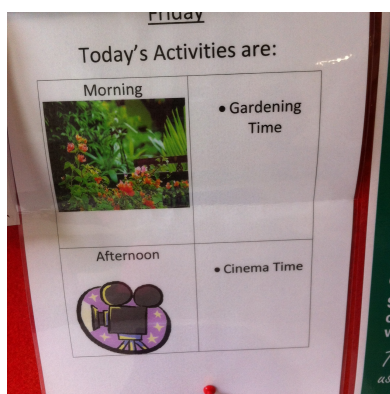 Friday
Today's Activities are:
Morning
• Gardening
Time
Afternoon
• Cinema Time